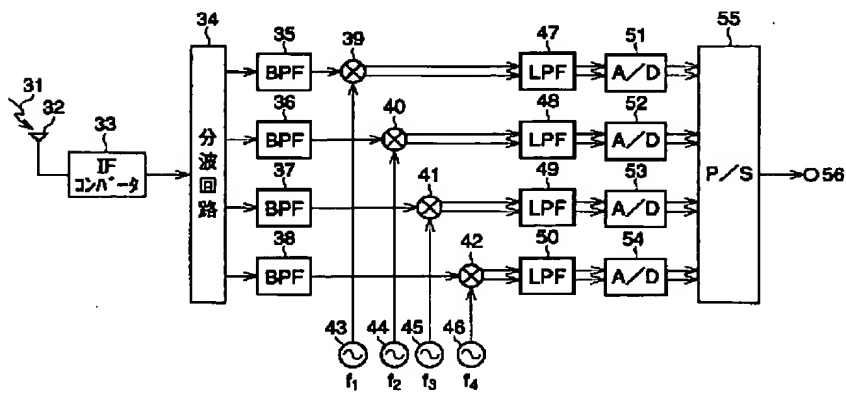 34
35
39
47
51
55
BPF
LPF
A/D
31
32
36
40
48
52
33
分波回路
BPF
LPF
A/D
IF
コンバータ
37
41
49
53
P/S
56
BPF
LPF
A/D
38
42
50
54
BPF
LPF
A/D
43
44
45
46
f1
f2
f3
f4